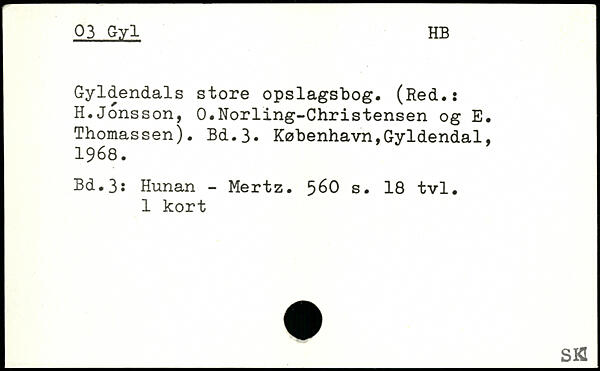 03 Gyl HB
Gyldendals store opslagsbog. (Red.:
H.Jónsson, O.Norling-Christensen og E.
Thomassen). Bd.3. København,Gyldendal,
1968.
Bd.3: Hunan - Mertz. 560 s. 18 tvl.
1 kort